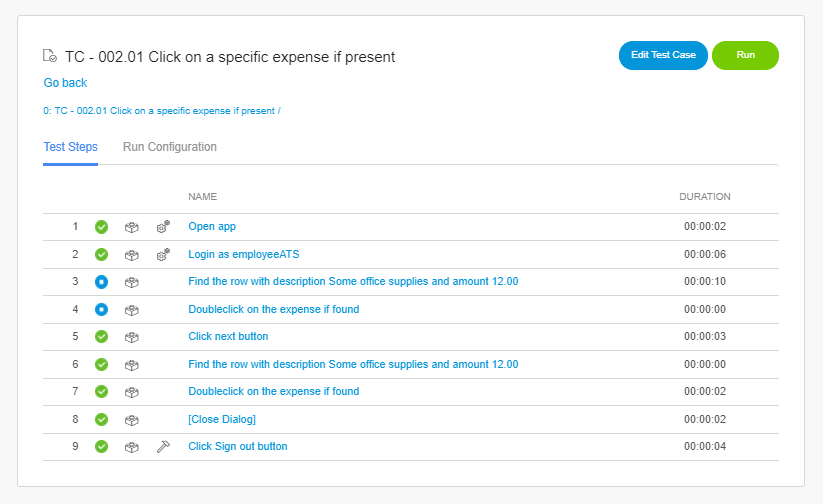 TC - 002.01 Click on a specific expense if present
Edit Test Case
Run
Go back
0: TC - 002.01 Click on a specific expense if present /
Test Steps
Run Configuration
NAME DURATION
1 Open app 00:00:02
2 Login as employeeATS 00:00:06
3 Find the row with description Some office supplies and amount 12.00 00:00:10
4 Doubleclick on the expense if found 00:00:00
5 Click next button 00:00:03
6 Find the row with description Some office supplies and amount 12.00 00:00:00
7 Doubleclick on the expense if found 00:00:02
8 [Close Dialog] 00:00:02
9 Click Sign out button 00:00:04